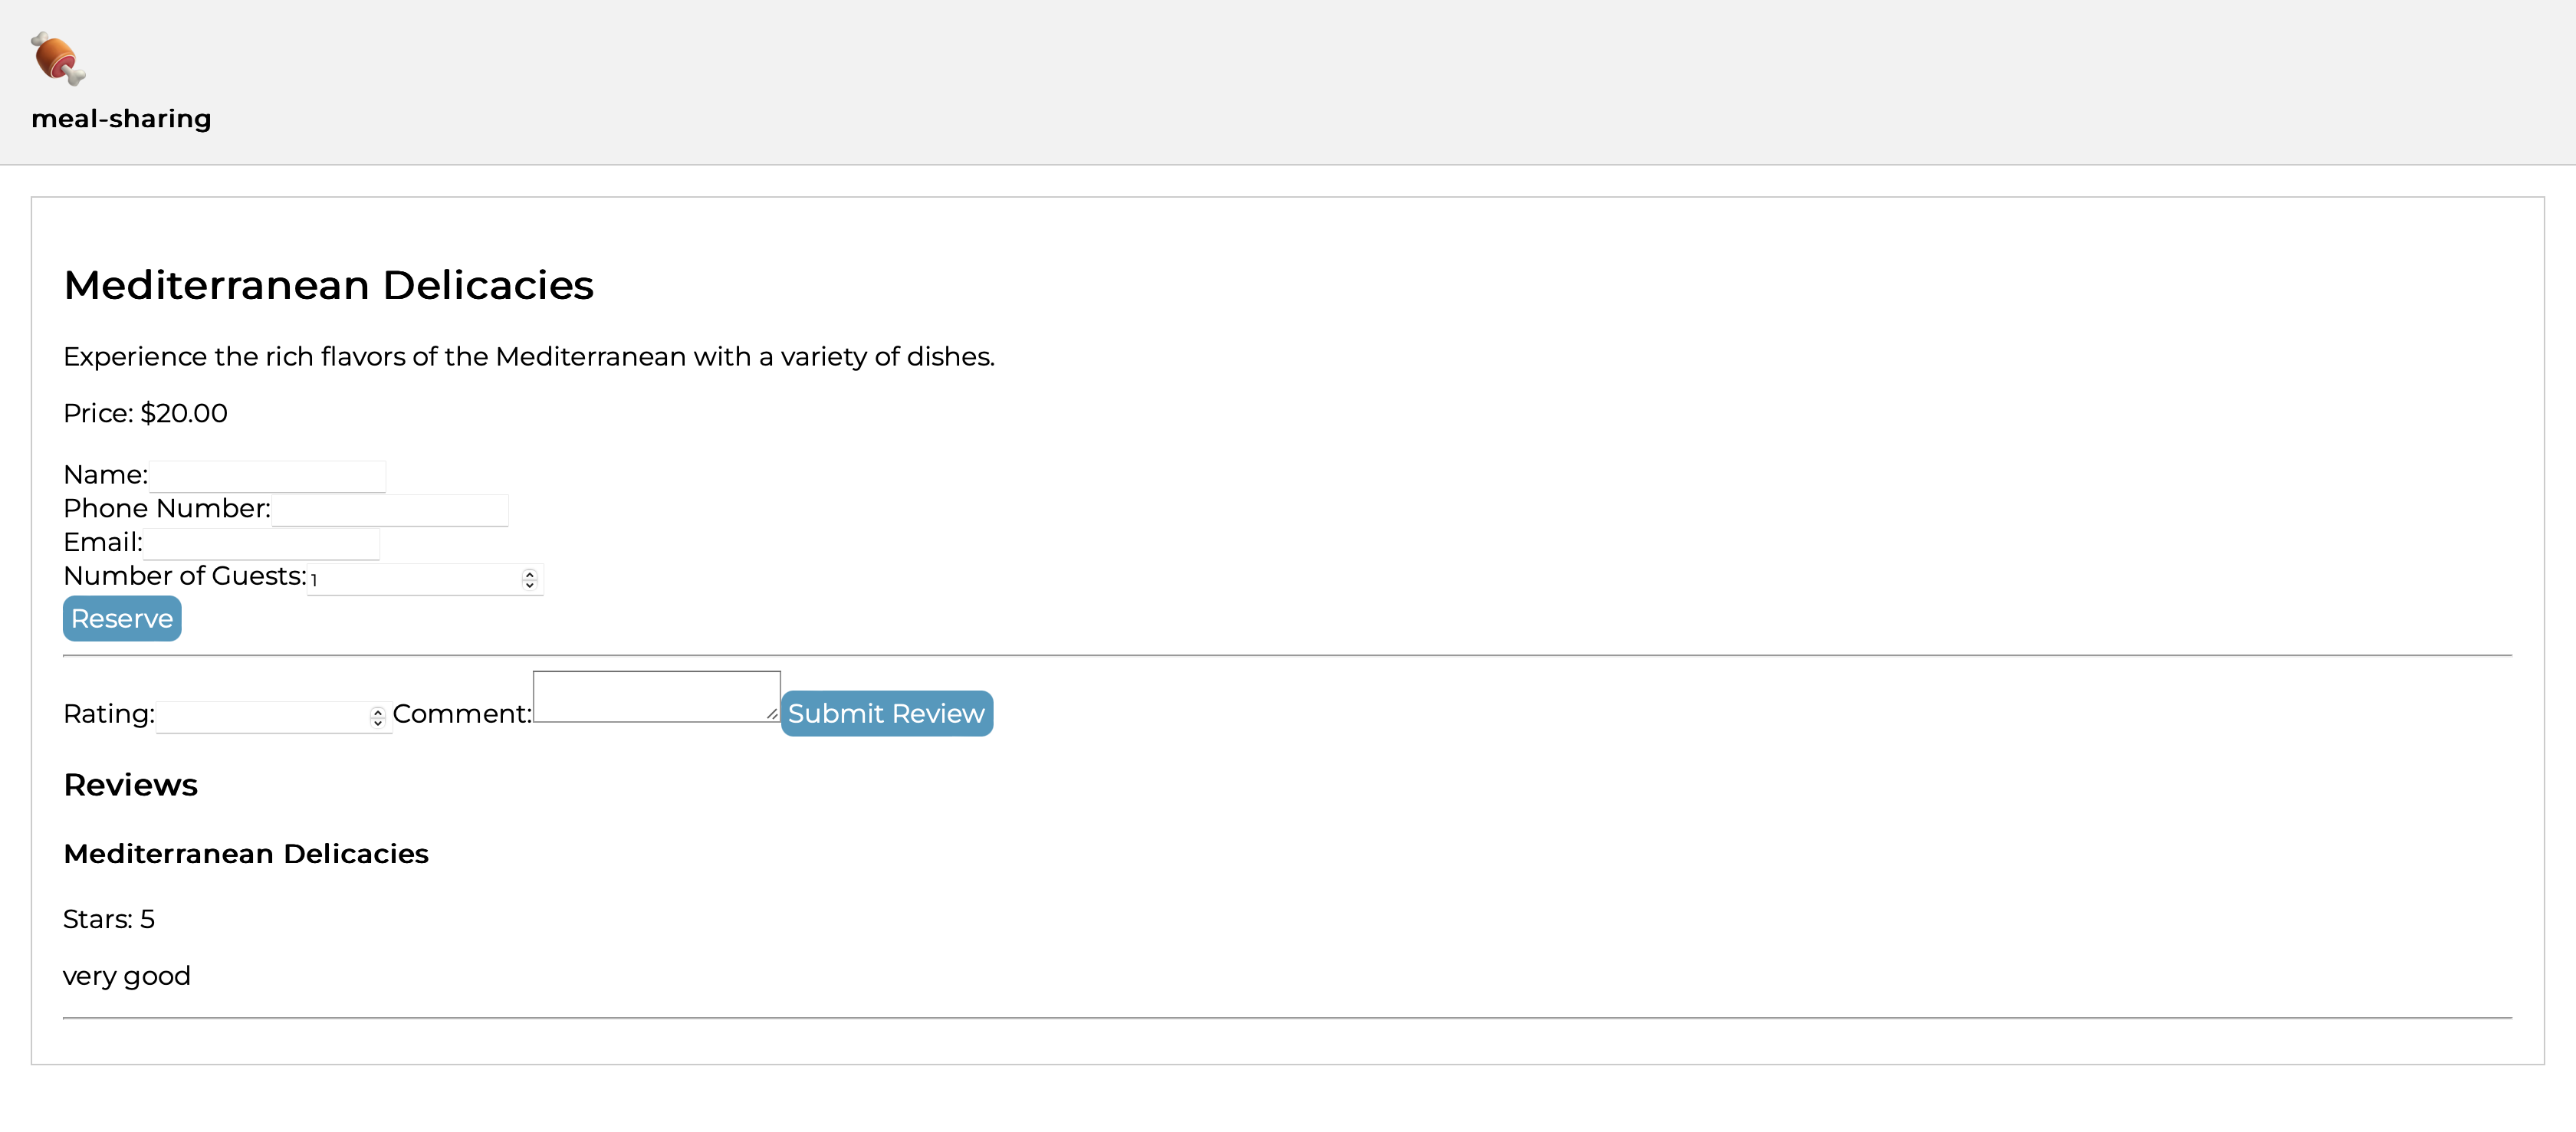 meal-sharing
Mediterranean Delicacies
Experience the rich flavors of the Mediterranean with a variety of dishes.
Price: $20.00
Name:
Phone Number:
Email:
Number of Guests: 1
Reserve
Rating: Comment: Submit Review
Reviews
Mediterranean Delicacies
Stars: 5
very good